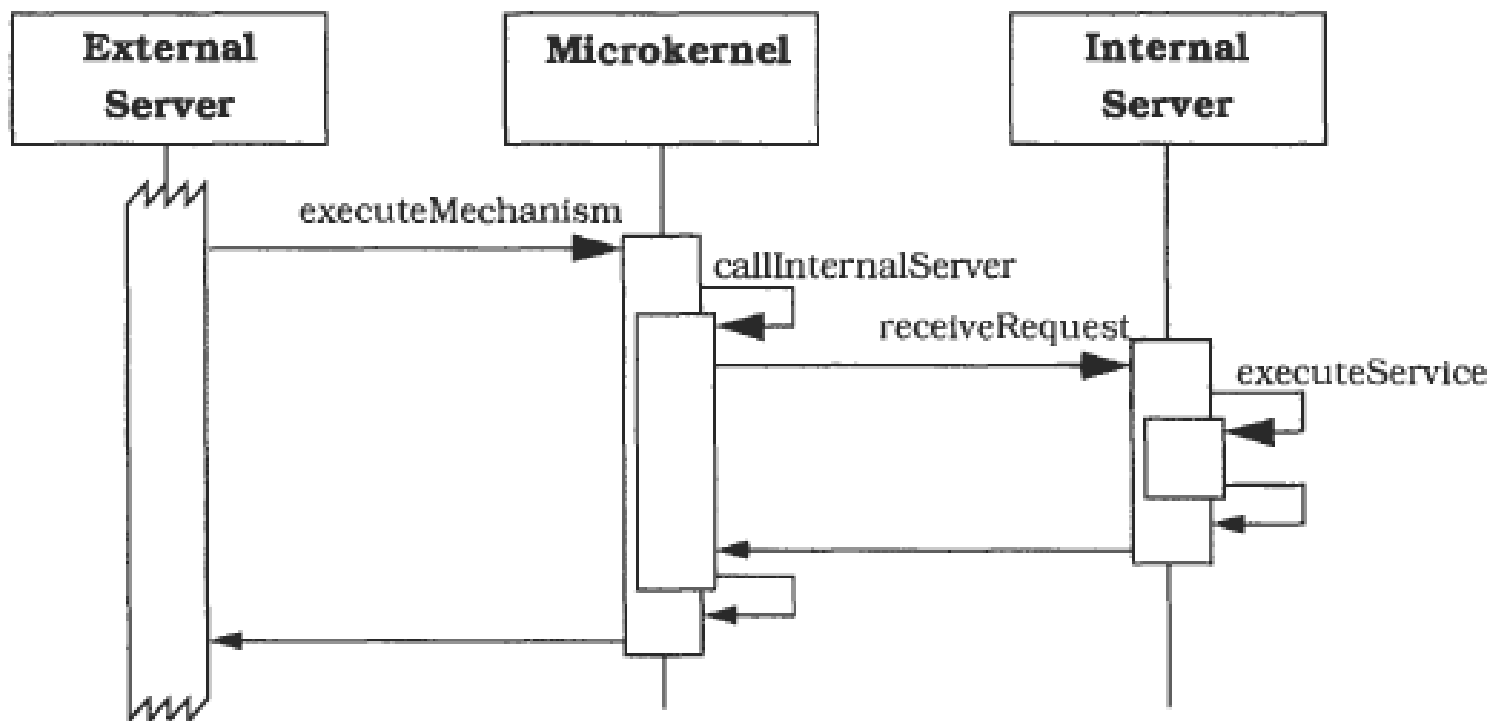 External
Server
Microkernel
Internal
Server
executeMechanism
callInternalServer
receiveRequest
executeService